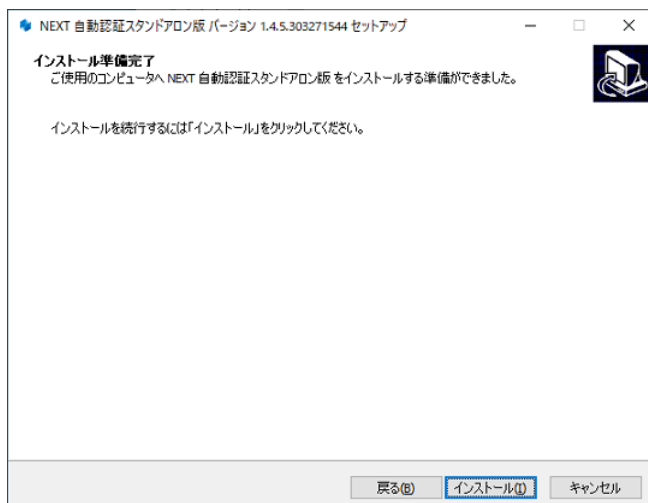 NEXT 自動認証スタンドアロン版 バージョン 1.4.5.303271544 セットアップ
インストール準備完了
ご使用のコンピュータへ NEXT 自動認証スタンドアロン版 をインストールする準備ができました。
インストールを続行するには「インストール」をクリックしてください。
戻る(B)
インストール(I)
キャンセル